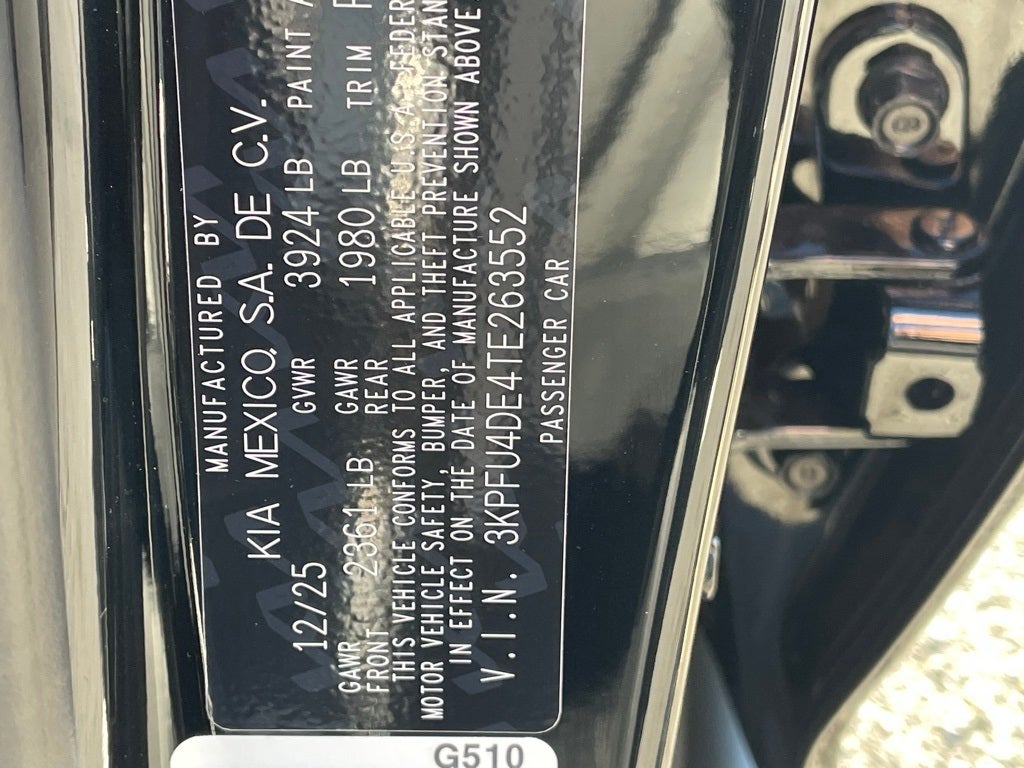 MANUFACTURED BY
KIA MEXICO. S.A. DE C.V.
12/25 GVWR 3924 LB PAINT
GAWR FRONT 2361 LB GAWR REAR 1980 LB TRIM
THIS VEHICLE CONFORMS TO ALL APPLICABLE U.S.A FEDER
MOTOR VEHICLE SAFETY, BUMPER, AND THEFT PREVENTION STAN
IN EFFECT ON THE DATE OF MANUFACTURE SHOWN ABOVE
V.I.N. 3KPFU4DE4TE263552
PASSENGER CAR
G510